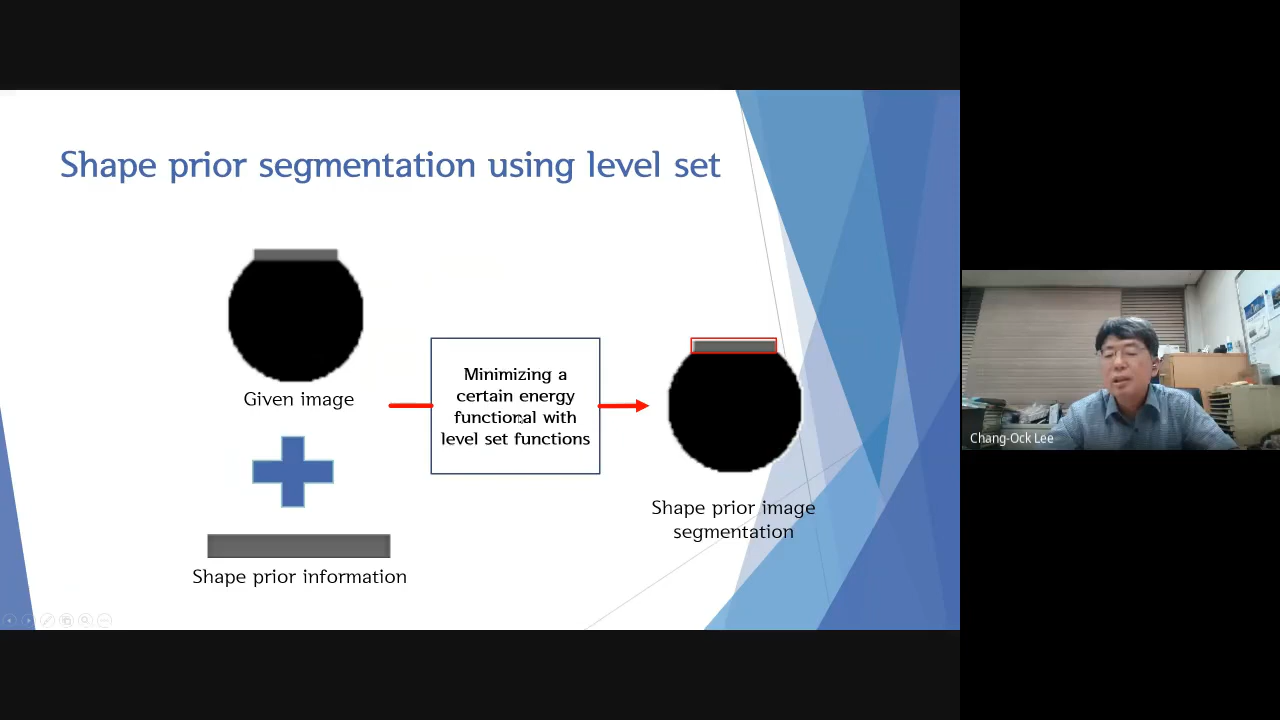 Shape prior segmentation using level set
Given image
Minimizing a
certain energy
functional with
level set functions
Shape prior image
segmentation
Shape prior information
Chang-Ock Lee